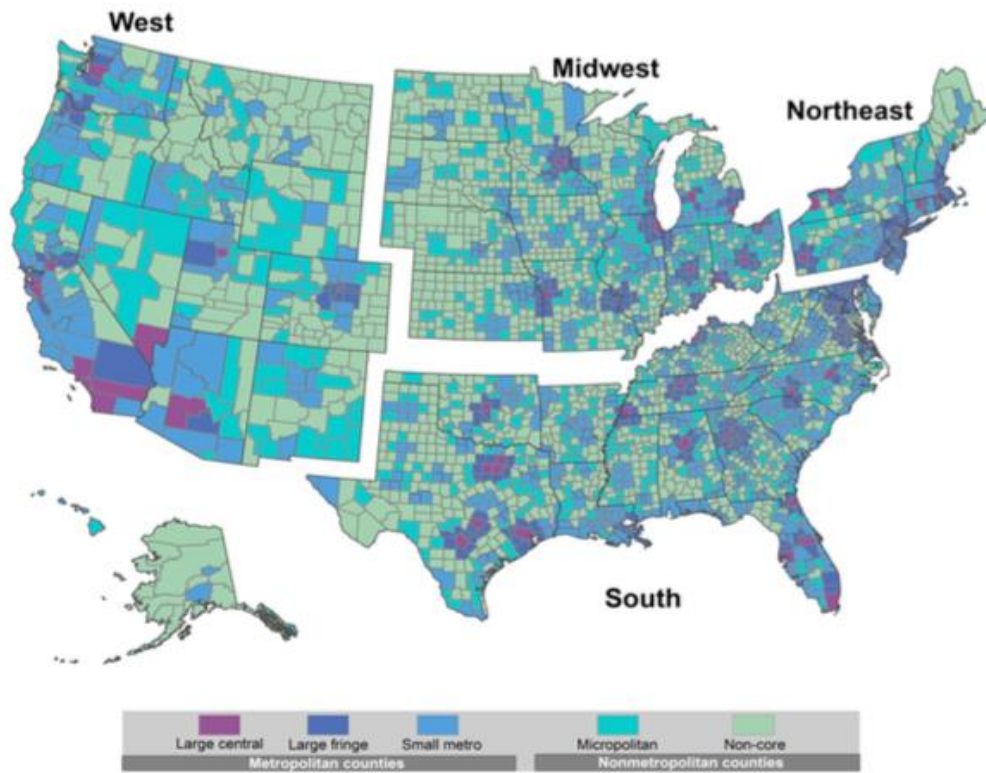 West
Midwest
Northeast
South
Large central Large fringe Small metro Micropolitan Non-core
Metropolitan counties Nonmetropolitan counties